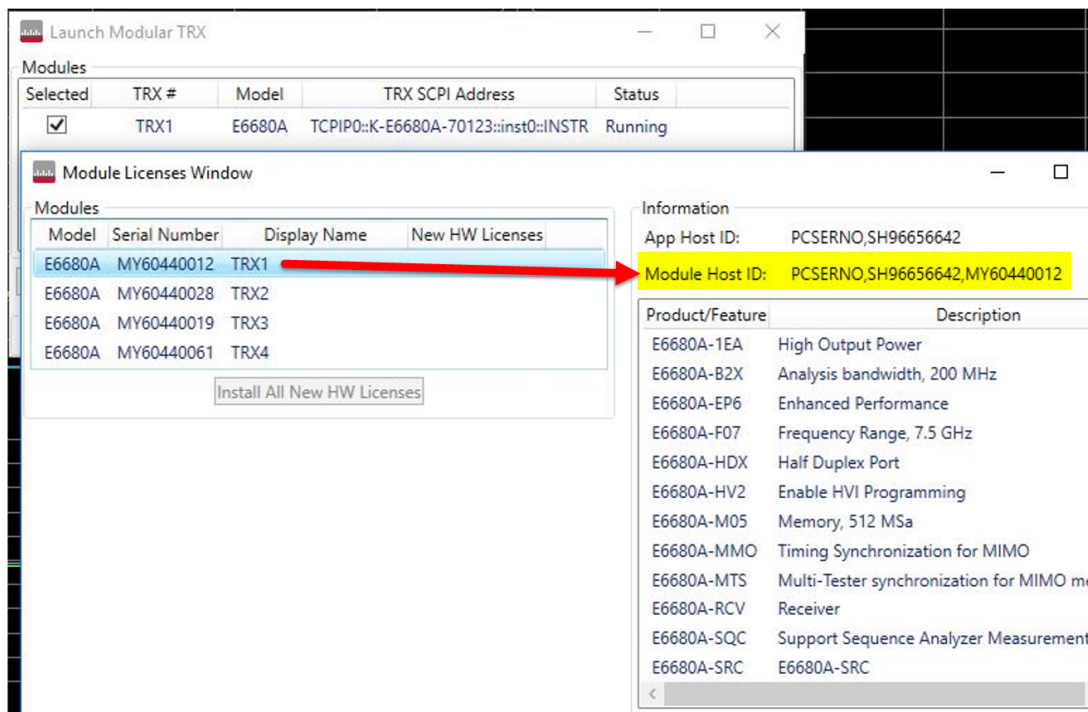 Launch Modular TRX
Modules
Selected TRX # Model TRX SCPI Address Status
TRX1 E6680A TCPIP0::K-E6680A-70123::inst0::INSTR Running
Module Licenses Window
Modules
Model Serial Number Display Name New HW Licenses
E6680A MY60440012 TRX1
E6680A MY60440028 TRX2
E6680A MY60440019 TRX3
E6680A MY60440061 TRX4
Install All New HW Licenses
Information
App Host ID: PCSERNO,SH96656642
Module Host ID: PCSERNO,SH96656642,MY60440012
Product/Feature Description
E6680A-1EA High Output Power
E6680A-B2X Analysis bandwidth, 200 MHz
E6680A-EP6 Enhanced Performance
E6680A-F07 Frequency Range, 7.5 GHz
E6680A-HDX Half Duplex Port
E6680A-HV2 Enable HVI Programming
E6680A-M05 Memory, 512 MSa
E6680A-MMO Timing Synchronization for MIMO
E6680A-MTS Multi-Tester synchronization for MIMO me
E6680A-RCV Receiver
E6680A-SQC Support Sequence Analyzer Measurement
E6680A-SRC E6680A-SRC